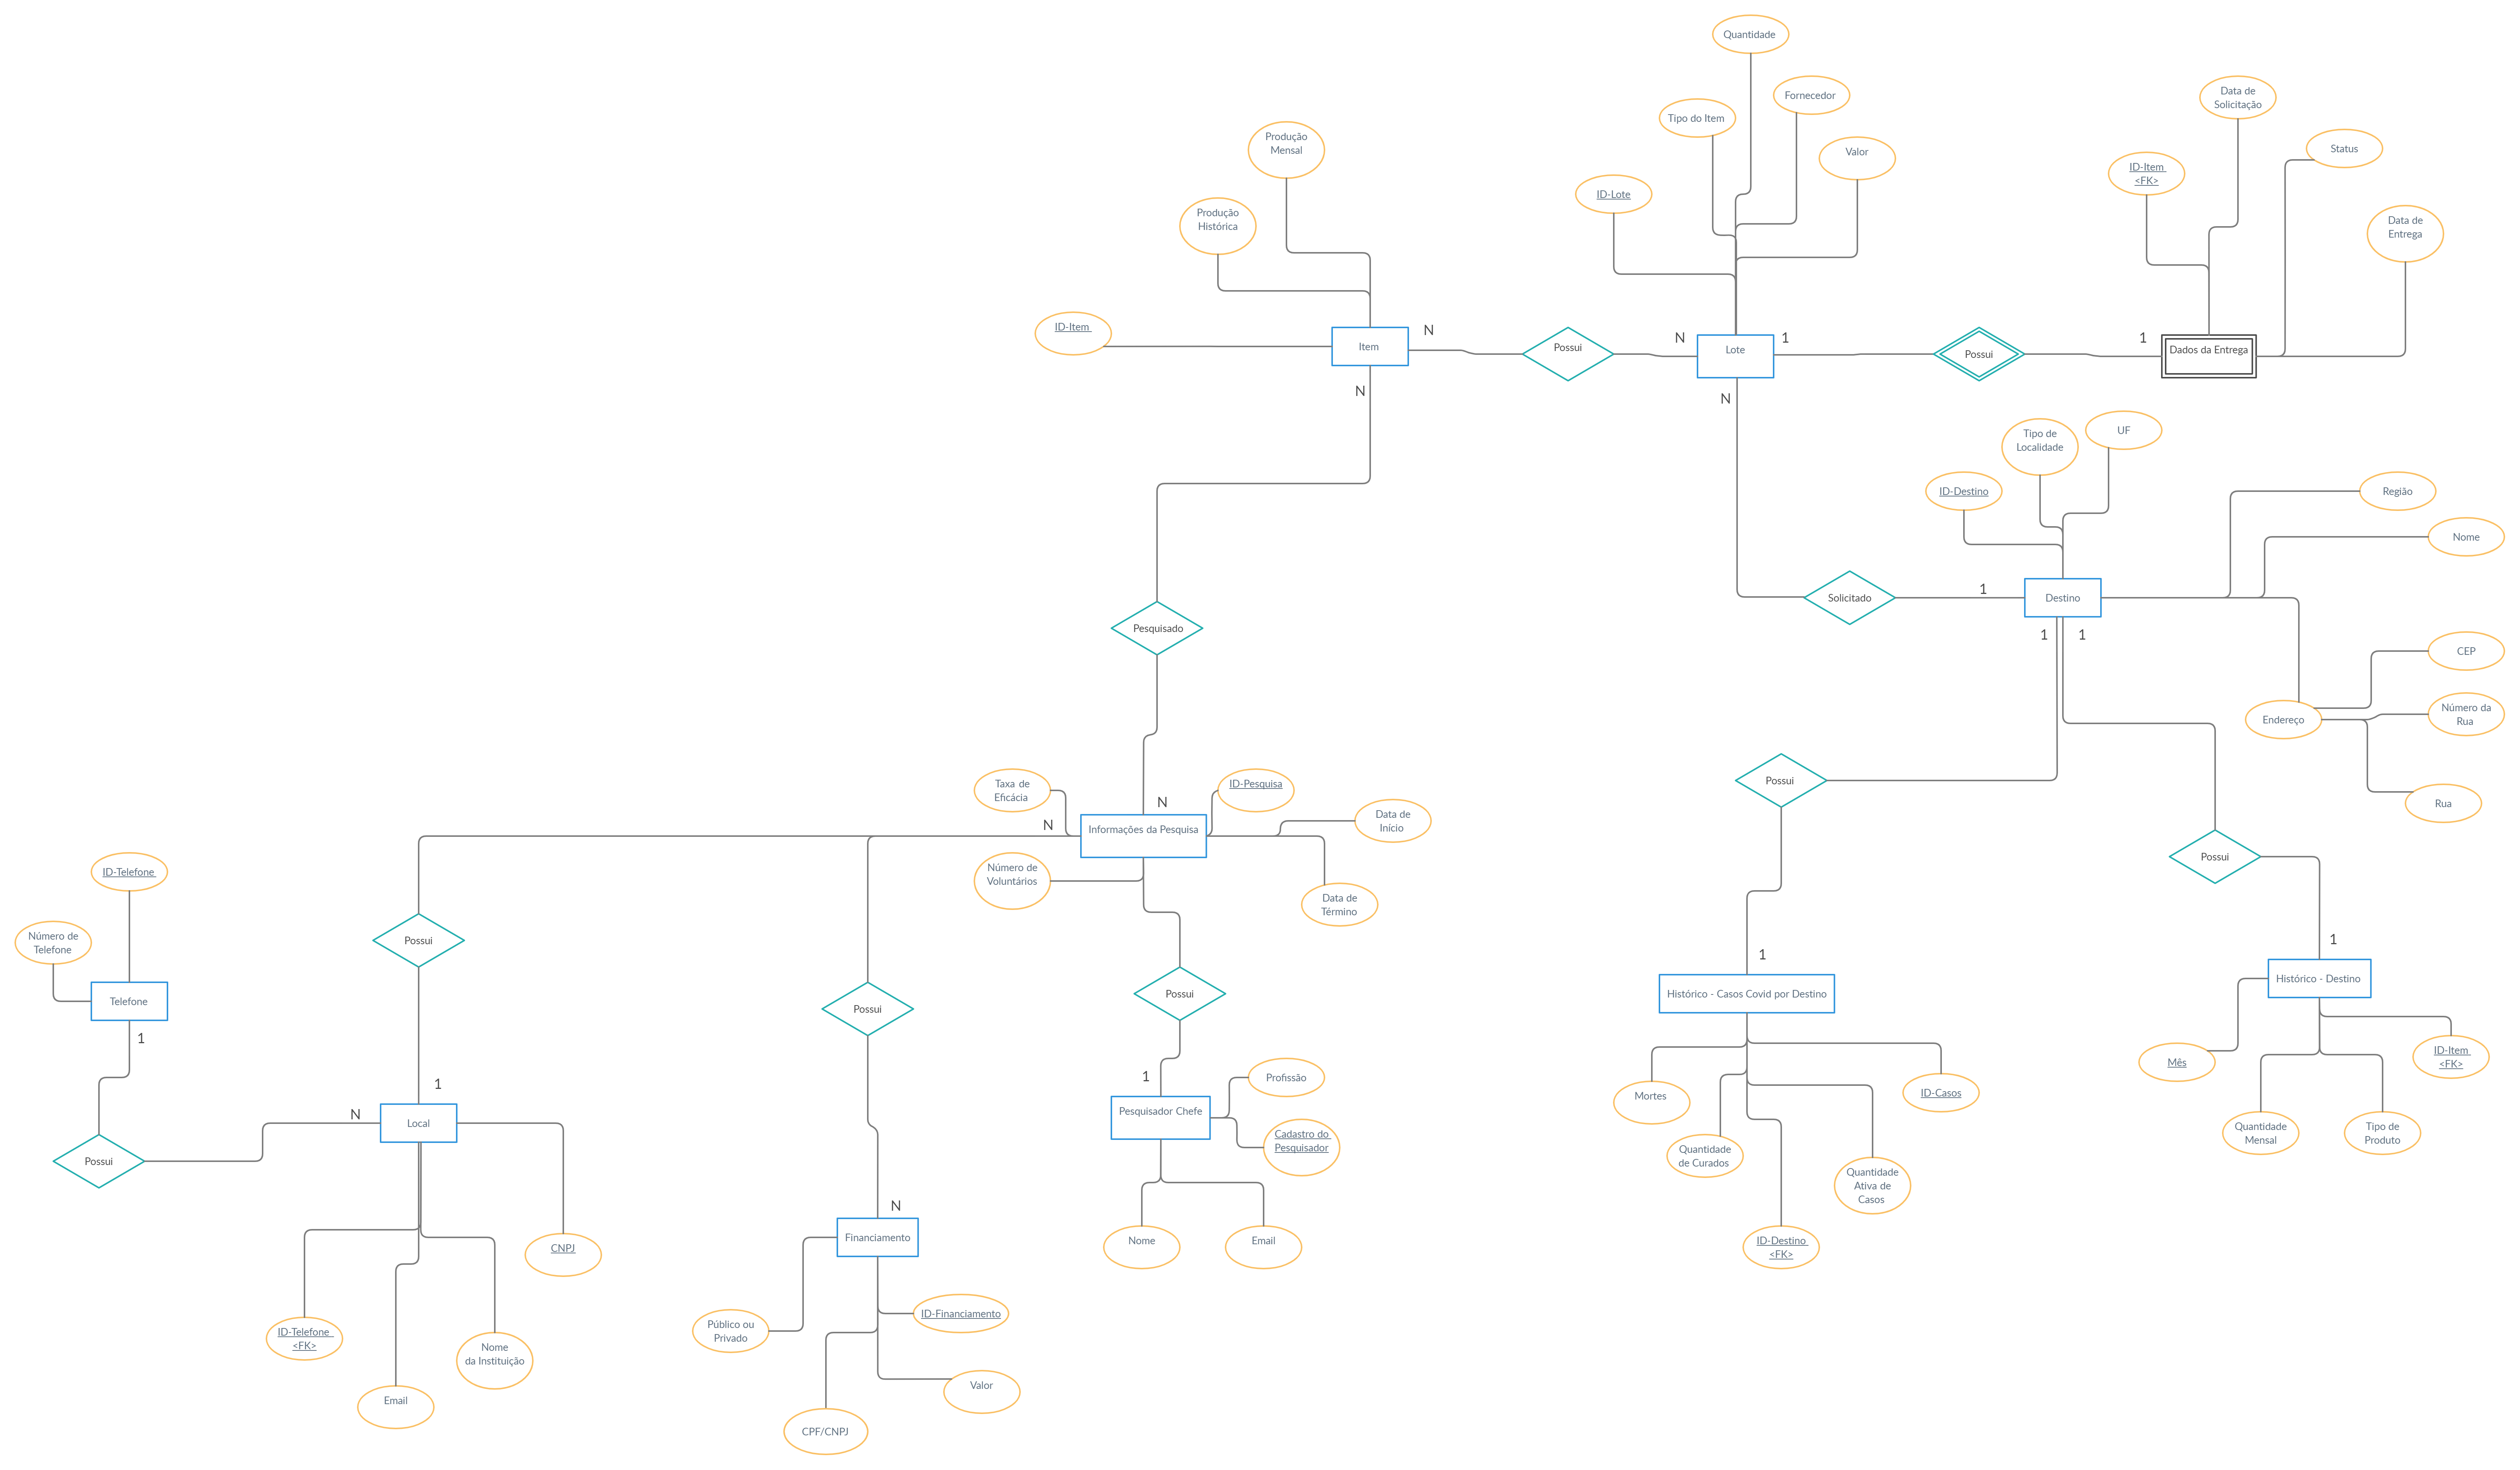 Quantidade
Fornecedor
Tipo do Item
Valor
ID-Lote
Data de
Solicitação
Status
ID-Item
<FK>
Data de
Entrega
Produção
Mensal
Produção
Histórica
ID-Item
Item
N
Possui
N
Lote
1
Possui
1
Dados da Entrega
N
N
Tipo de
Localidade
UF
ID-Destino
Região
Nome
Solicitado
1
Destino
1
1
Pesquisado
CEP
Número da
Rua
Endereço
Rua
Possui
Possui
Taxa de
Eficácia
ID-Pesquisa
N
N
Informações da Pesquisa
Data de
Início
Número de
Voluntários
Data de
Término
ID-Telefone
Número de
Telefone
Telefone
1
Possui
Possui
Possui
1
Histórico - Casos Covid por Destino
1
Histórico - Destino
Mortes
Quantidade
de Curados
Quantidade
Ativa de
Casos
ID-Casos
ID-Destino
<FK>
Mês
ID-Item
<FK>
Quantidade
Mensal
Tipo de
Produto
1
N
Local
Possui
1
Pesquisador Chefe
Profissão
Cadastro do
Pesquisador
Nome
Email
N
Financiamento
CNPJ
ID-Telefone
<FK>
Nome
da Instituição
Email
Público ou
Privado
ID-Financiamento
Valor
CPF/CNPJ